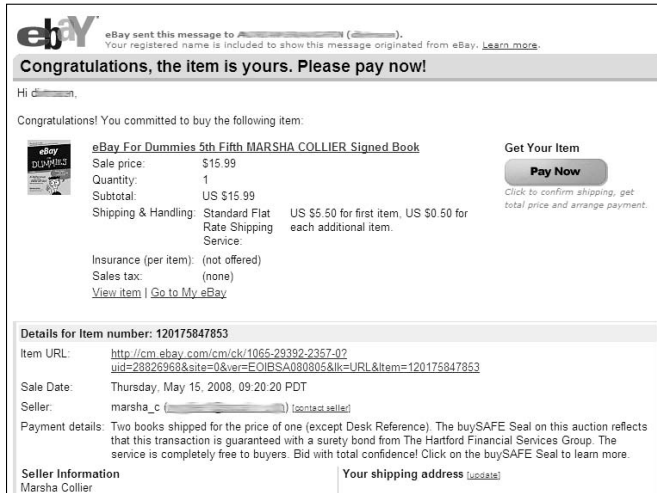 ebaY
eBay sent this message to
Your registered name is included to show this message originated from eBay. Learn more.
Congratulations, the item is yours. Please pay now!
Hi
Congratulations! You committed to buy the following item:
eBay
DUMMIES
eBay For Dummies 5th Fifth MARSHA COLLIER Signed Book
Sale price: $15.99
Quantity: 1
Subtotal: US $15.99
Shipping & Handling: Standard Flat US $5.50 for first item, US $0.50 for
Rate Shipping each additional item.
Service:
Insurance (per item): (not offered)
Sales tax: (none)
View item | Go to My eBay
Get Your Item
Pay Now
Click to confirm shipping, get
total price and arrange payment.
Details for Item number: 120175847853
Item URL: http://cm.ebay.com/cm/ck/1065-29392-2357-0?
uid=28826968&site=0&ver=EOIBSA080805&lk=URL&Item=120175847853
Sale Date: Thursday, May 15, 2008, 09:20:20 PDT
Seller: marsha_c ( ) [contact seller]
Payment details: Two books shipped for the price of one (except Desk Reference). The buySAFE Seal on this auction reflects
that this transaction is guaranteed with a surety bond from The Hartford Financial Services Group. The
service is completely free to buyers. Bid with total confidence! Click on the buySAFE Seal to learn more.
Seller Information
Marsha Collier
Your shipping address [update]